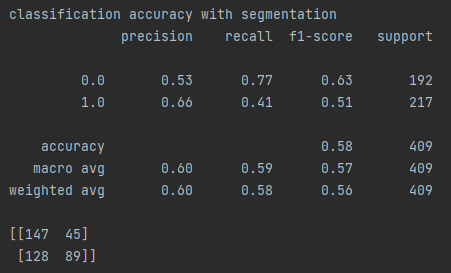 classification accuracy with segmentation
precision recall f1-score support
0.0 0.53 0.77 0.63 192
1.0 0.66 0.41 0.51 217
accuracy 0.58 409
macro avg 0.60 0.59 0.57 409
weighted avg 0.60 0.58 0.56 409
[[147 45]
[128 89]]